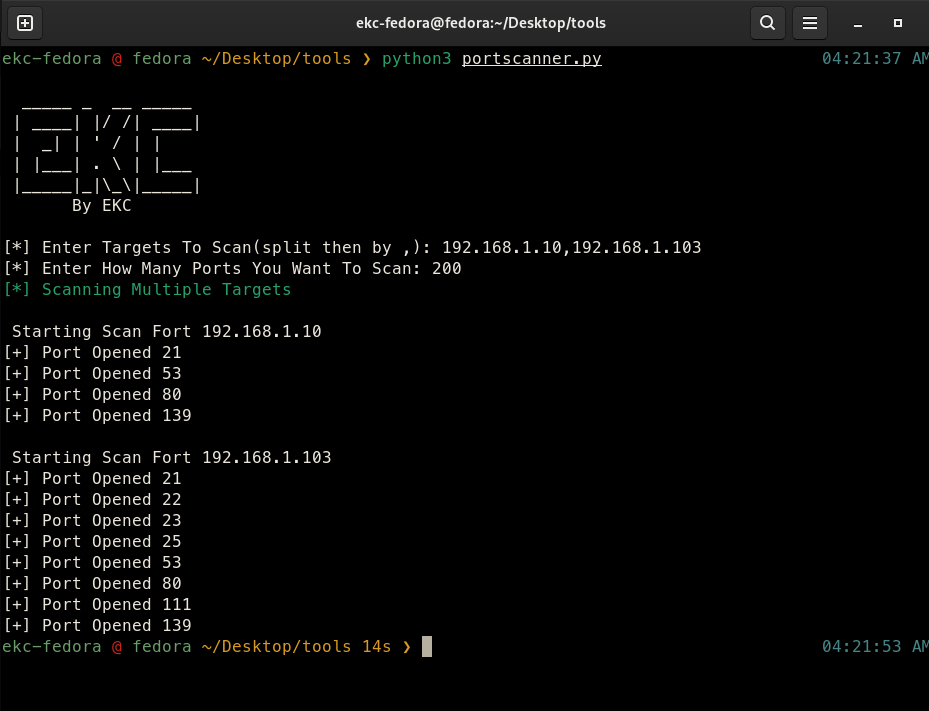 ekc-fedora@fedora:~/Desktop/tools
ekc-fedora @ fedora ~/Desktop/tools ❯ python3 portscanner.py 04:21:37 AM
  _____ _  __ _____
 | ____| |/ /| ____|
 |  _| | ' / | |
 | |___| . \ | |___
 |_____|_|\_\|_____|
       By EKC
[*] Enter Targets To Scan(split then by ,): 192.168.1.10,192.168.1.103
[*] Enter How Many Ports You Want To Scan: 200
[*] Scanning Multiple Targets
 Starting Scan Fort 192.168.1.10
[+] Port Opened 21
[+] Port Opened 53
[+] Port Opened 80
[+] Port Opened 139
 Starting Scan Fort 192.168.1.103
[+] Port Opened 21
[+] Port Opened 22
[+] Port Opened 23
[+] Port Opened 25
[+] Port Opened 53
[+] Port Opened 80
[+] Port Opened 111
[+] Port Opened 139
ekc-fedora @ fedora ~/Desktop/tools 14s ❯ 04:21:53 AM